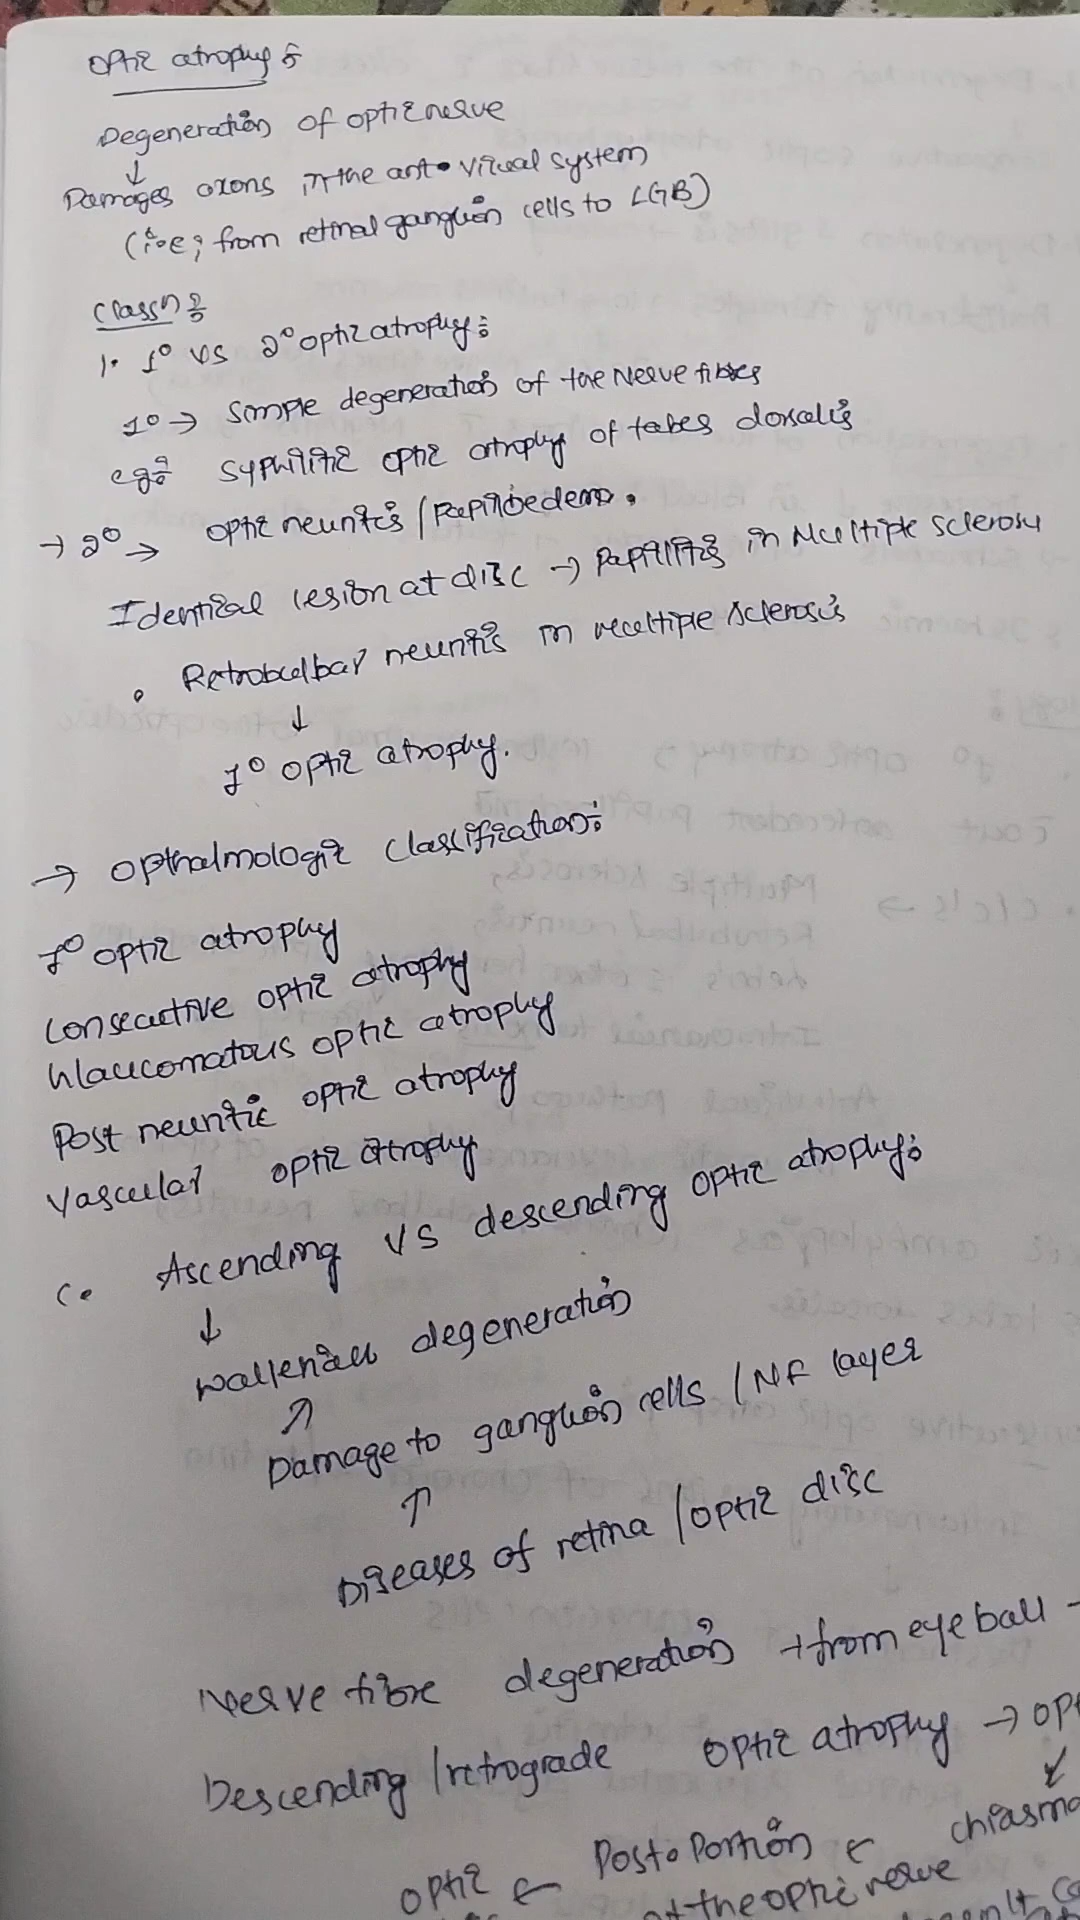 Optic atrophy :
Degeneration of optic nerve
↓
Damages axons in the ant. visual system
(i.e; from retinal ganglion cells to LGB)
Classn :
1. 1° vs 2° optic atrophy :
1° → Simple degeneration of the Nerve fibres
eg: syphilitic optic atrophy of tabes dorsalis
→ 2° → optic neuritis / Papilloedema.
Identical lesion at disc → Papillitis in Multiple sclerosis
Retrobulbar neuritis in multiple sclerosis
↓
1° optic atrophy.
→ Opthalmologic classification:
1° optic atrophy
Consecutive optic atrophy
Glaucomatous optic atrophy
Post neuritic optic atrophy
Vascular optic atrophy
C. Ascending VS descending optic atrophy:
↓
Wallerian degeneration
↑
Damage to ganglion cells / NF layer
↑
Diseases of retina / optic disc
Nerve fibre degeneration + from eye ball -
Descending / retrograde optic atrophy → op
↙
optic ← Post. Portion ← chiasma
of the optic nerve